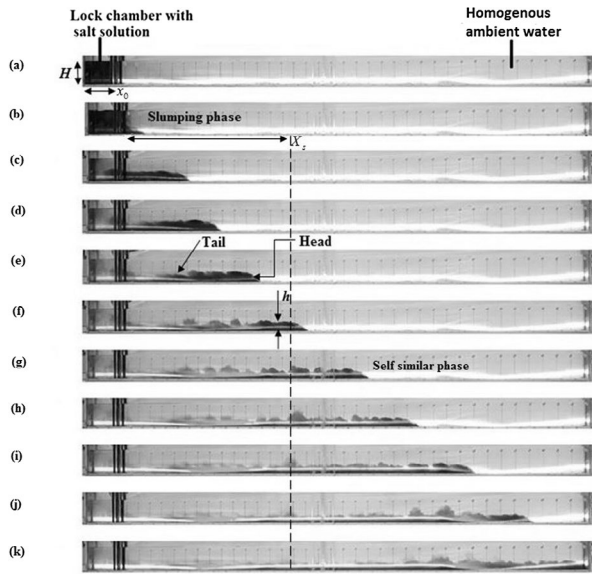 Lock chamber with
salt solution
Homogenous
ambient water
(a)
H
x0
(b)
Slumping phase
Xs
(c)
(d)
Tail
Head
(e)
h
(f)
(g)
Self similar phase
(h)
(i)
(j)
(k)